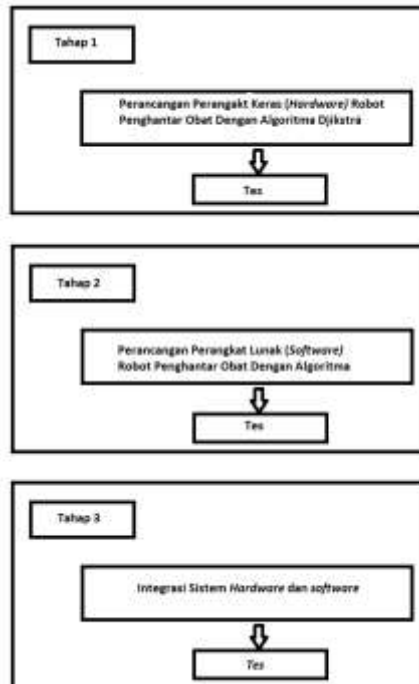 Tahap 1
Perancangan Perangakt Keras (Hardware) Robot
Penghantar Obat Dengan Algoritma Djikstra
Tes
Tahap 2
Perancangan Perangkat Lunak (Software)
Robot Penghantar Obat Dengan Algoritma
Tes
Tahap 3
Integrasi Sistem Hardware dan software
Tes